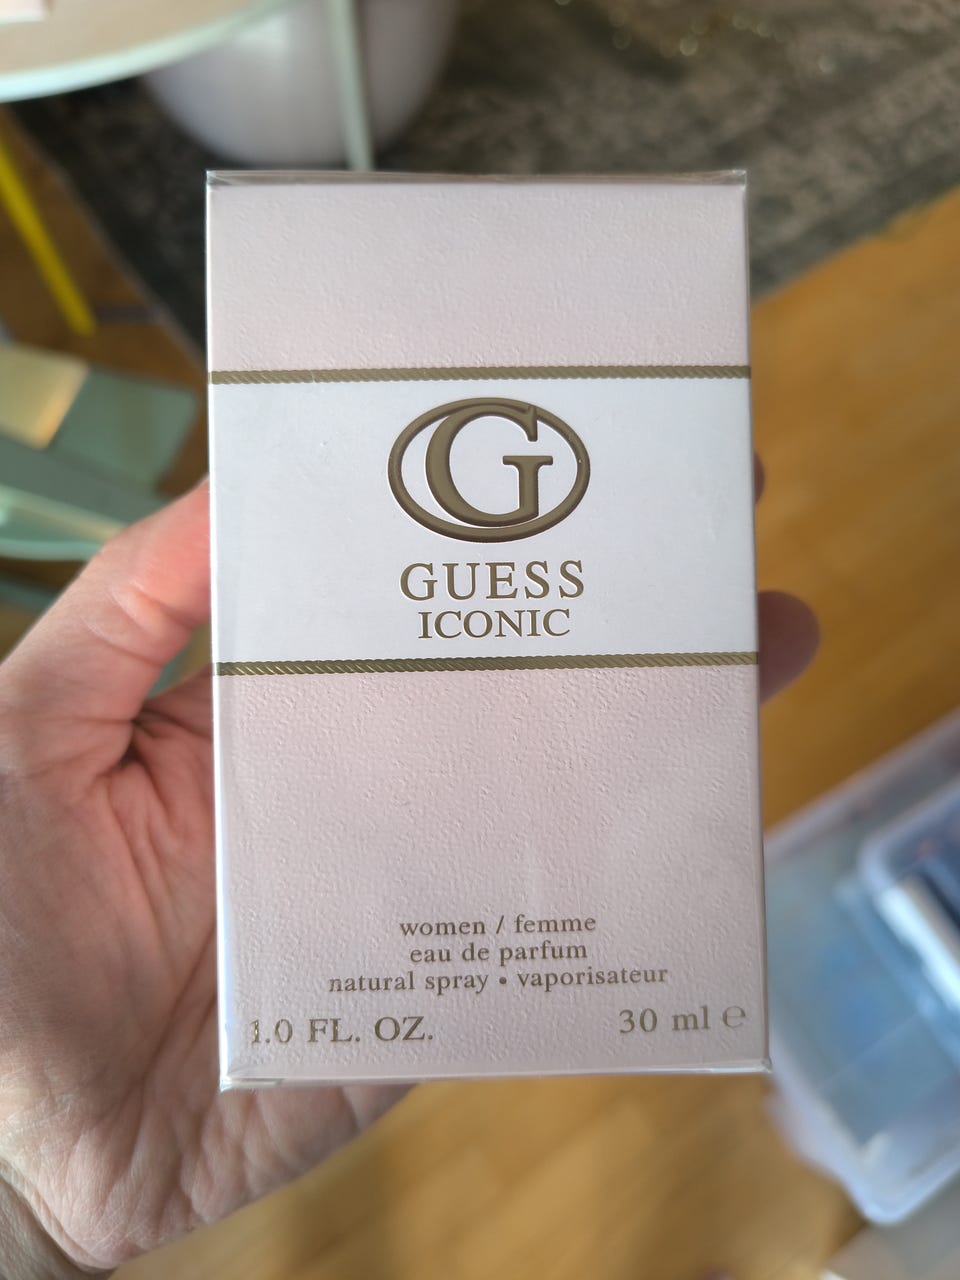 G
GUESS
ICONIC
women / femme
eau de parfum
natural spray • vaporisateur
1.0 FL. OZ. 30 ml ℮